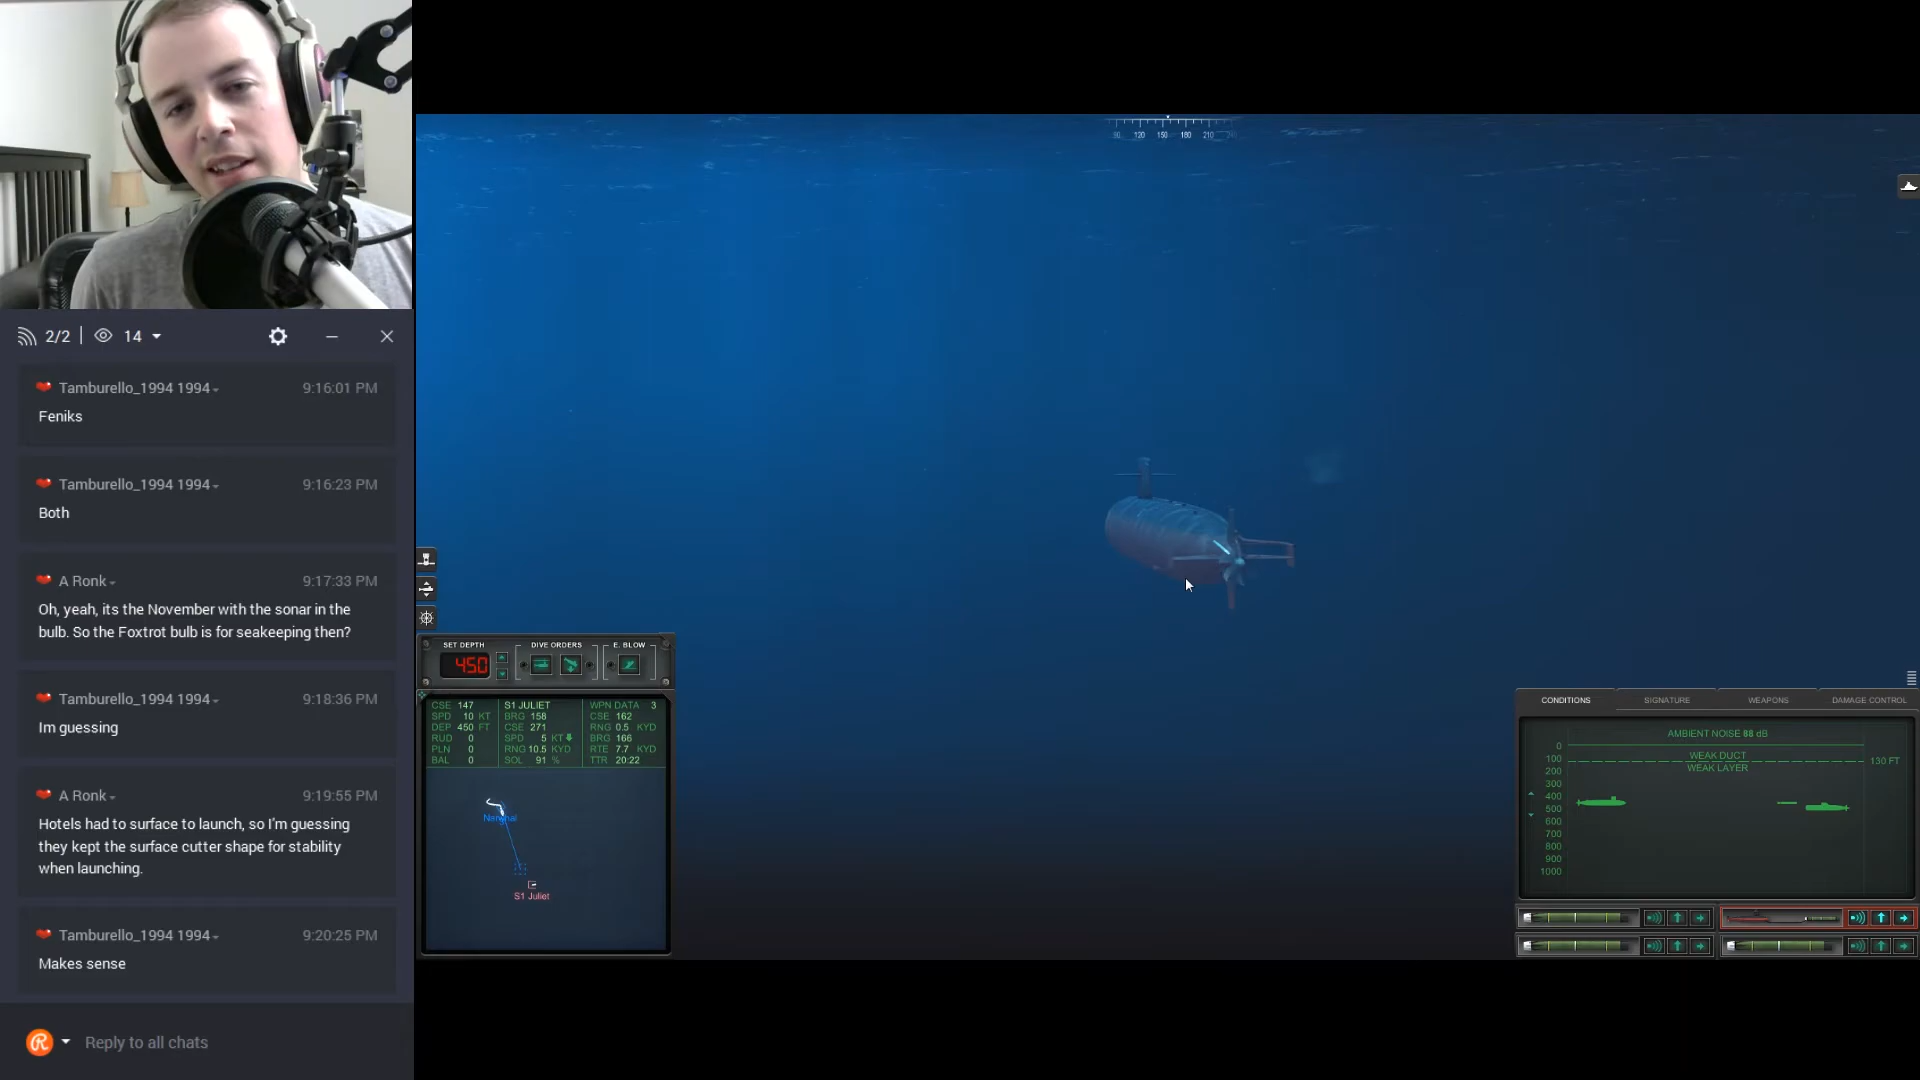 2/2 14
Tamburello_1994 1994 9:16:01 PM
Feniks
Tamburello_1994 1994 9:16:23 PM
Both
A Ronk 9:17:33 PM
Oh, yeah, its the November with the sonar in the
bulb. So the Foxtrot bulb is for seakeeping then?
Tamburello_1994 1994 9:18:36 PM
Im guessing
A Ronk 9:19:55 PM
Hotels had to surface to launch, so I'm guessing
they kept the surface cutter shape for stability
when launching.
Tamburello_1994 1994 9:20:25 PM
Makes sense
Reply to all chats
120 150 180 210
SET DEPTH DIVE ORDERS E. BLOW
450
CSE 147 S1 JULIET WPN DATA 3
SPD 10 KT BRG 158 CSE 162
DEP 450 FT CSE 271 RNG 0.5 KYD
RUD 0 SPD 5 KT BRG 166
PLN 0 RNG 10.5 KYD RTE 7.7 KYD
BAL 0 SOL 91 % TTR 20:22
S1 Juliet
CONDITIONS SIGNATURE WEAPONS DAMAGE CONTROL
AMBIENT NOISE 88 dB
0
100 WEAK DUCT 130 FT
200 WEAK LAYER
300
400
500
600
700
800
900
1000